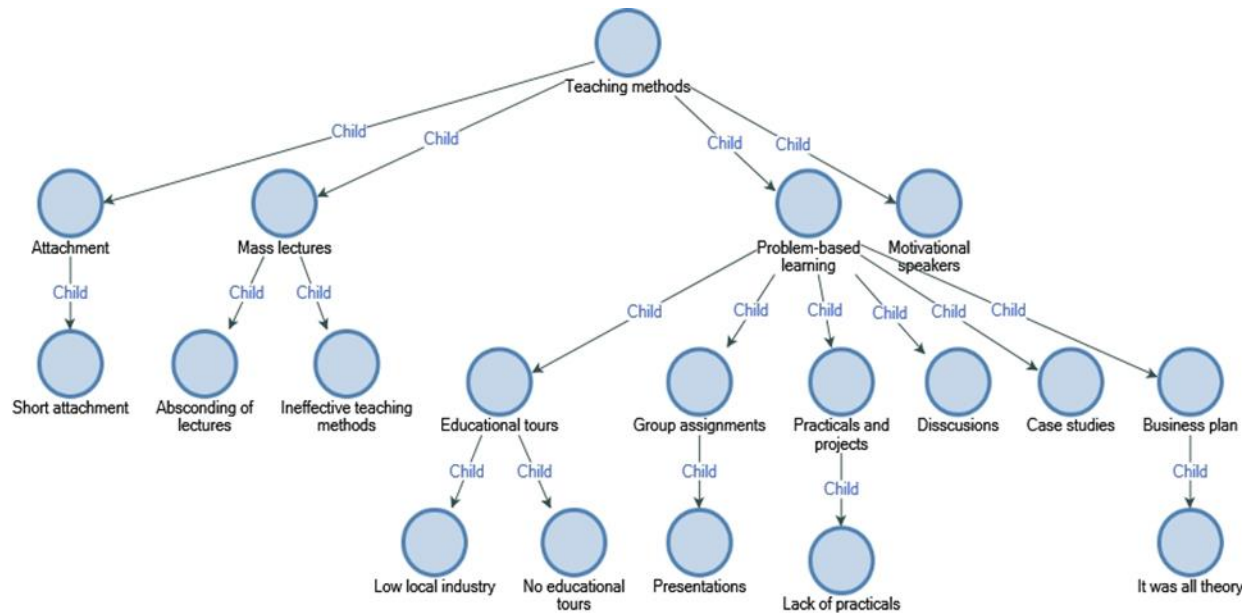 Teaching methods
Child
Child
Child
Child
Attachment
Mass lectures
Problem-based
learning
Motivational
speakers
Child
Child
Child
Child
Child
Child
Child
Child
Child
Short attachment
Absconding of
lectures
Ineffective teaching
methods
Educational tours
Group assignments
Practicals and
projects
Disscusions
Case studies
Business plan
Child
Child
Child
Child
Child
Low local industry
No educational
tours
Presentations
Lack of practicals
It was all theory